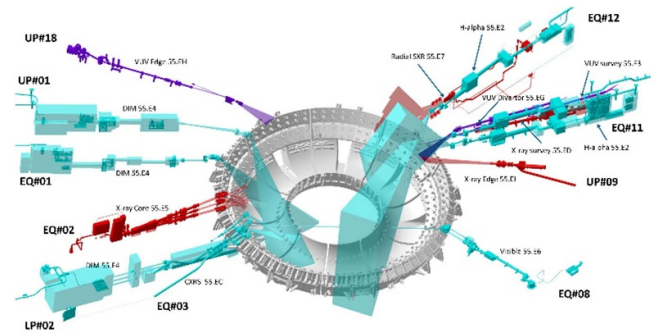 EQ#12
UP#18
H-alpha 55.E2
VUV Edge 55.EH
Radial SXR 55.E7
VUV survey 55.E3
UP#01
DIM 55.E4
VUV Divertor 55.EG
EQ#11
X-ray survey 55.ED
H-alpha 55.E2
EQ#01
DIM 55.E4
X-ray Edge 55.EI
UP#09
X-ray Core 55.E5
EQ#02
DIM 55.E4
CXRS 55.EC
Visible 55.E6
EQ#03
EQ#08
LP#02